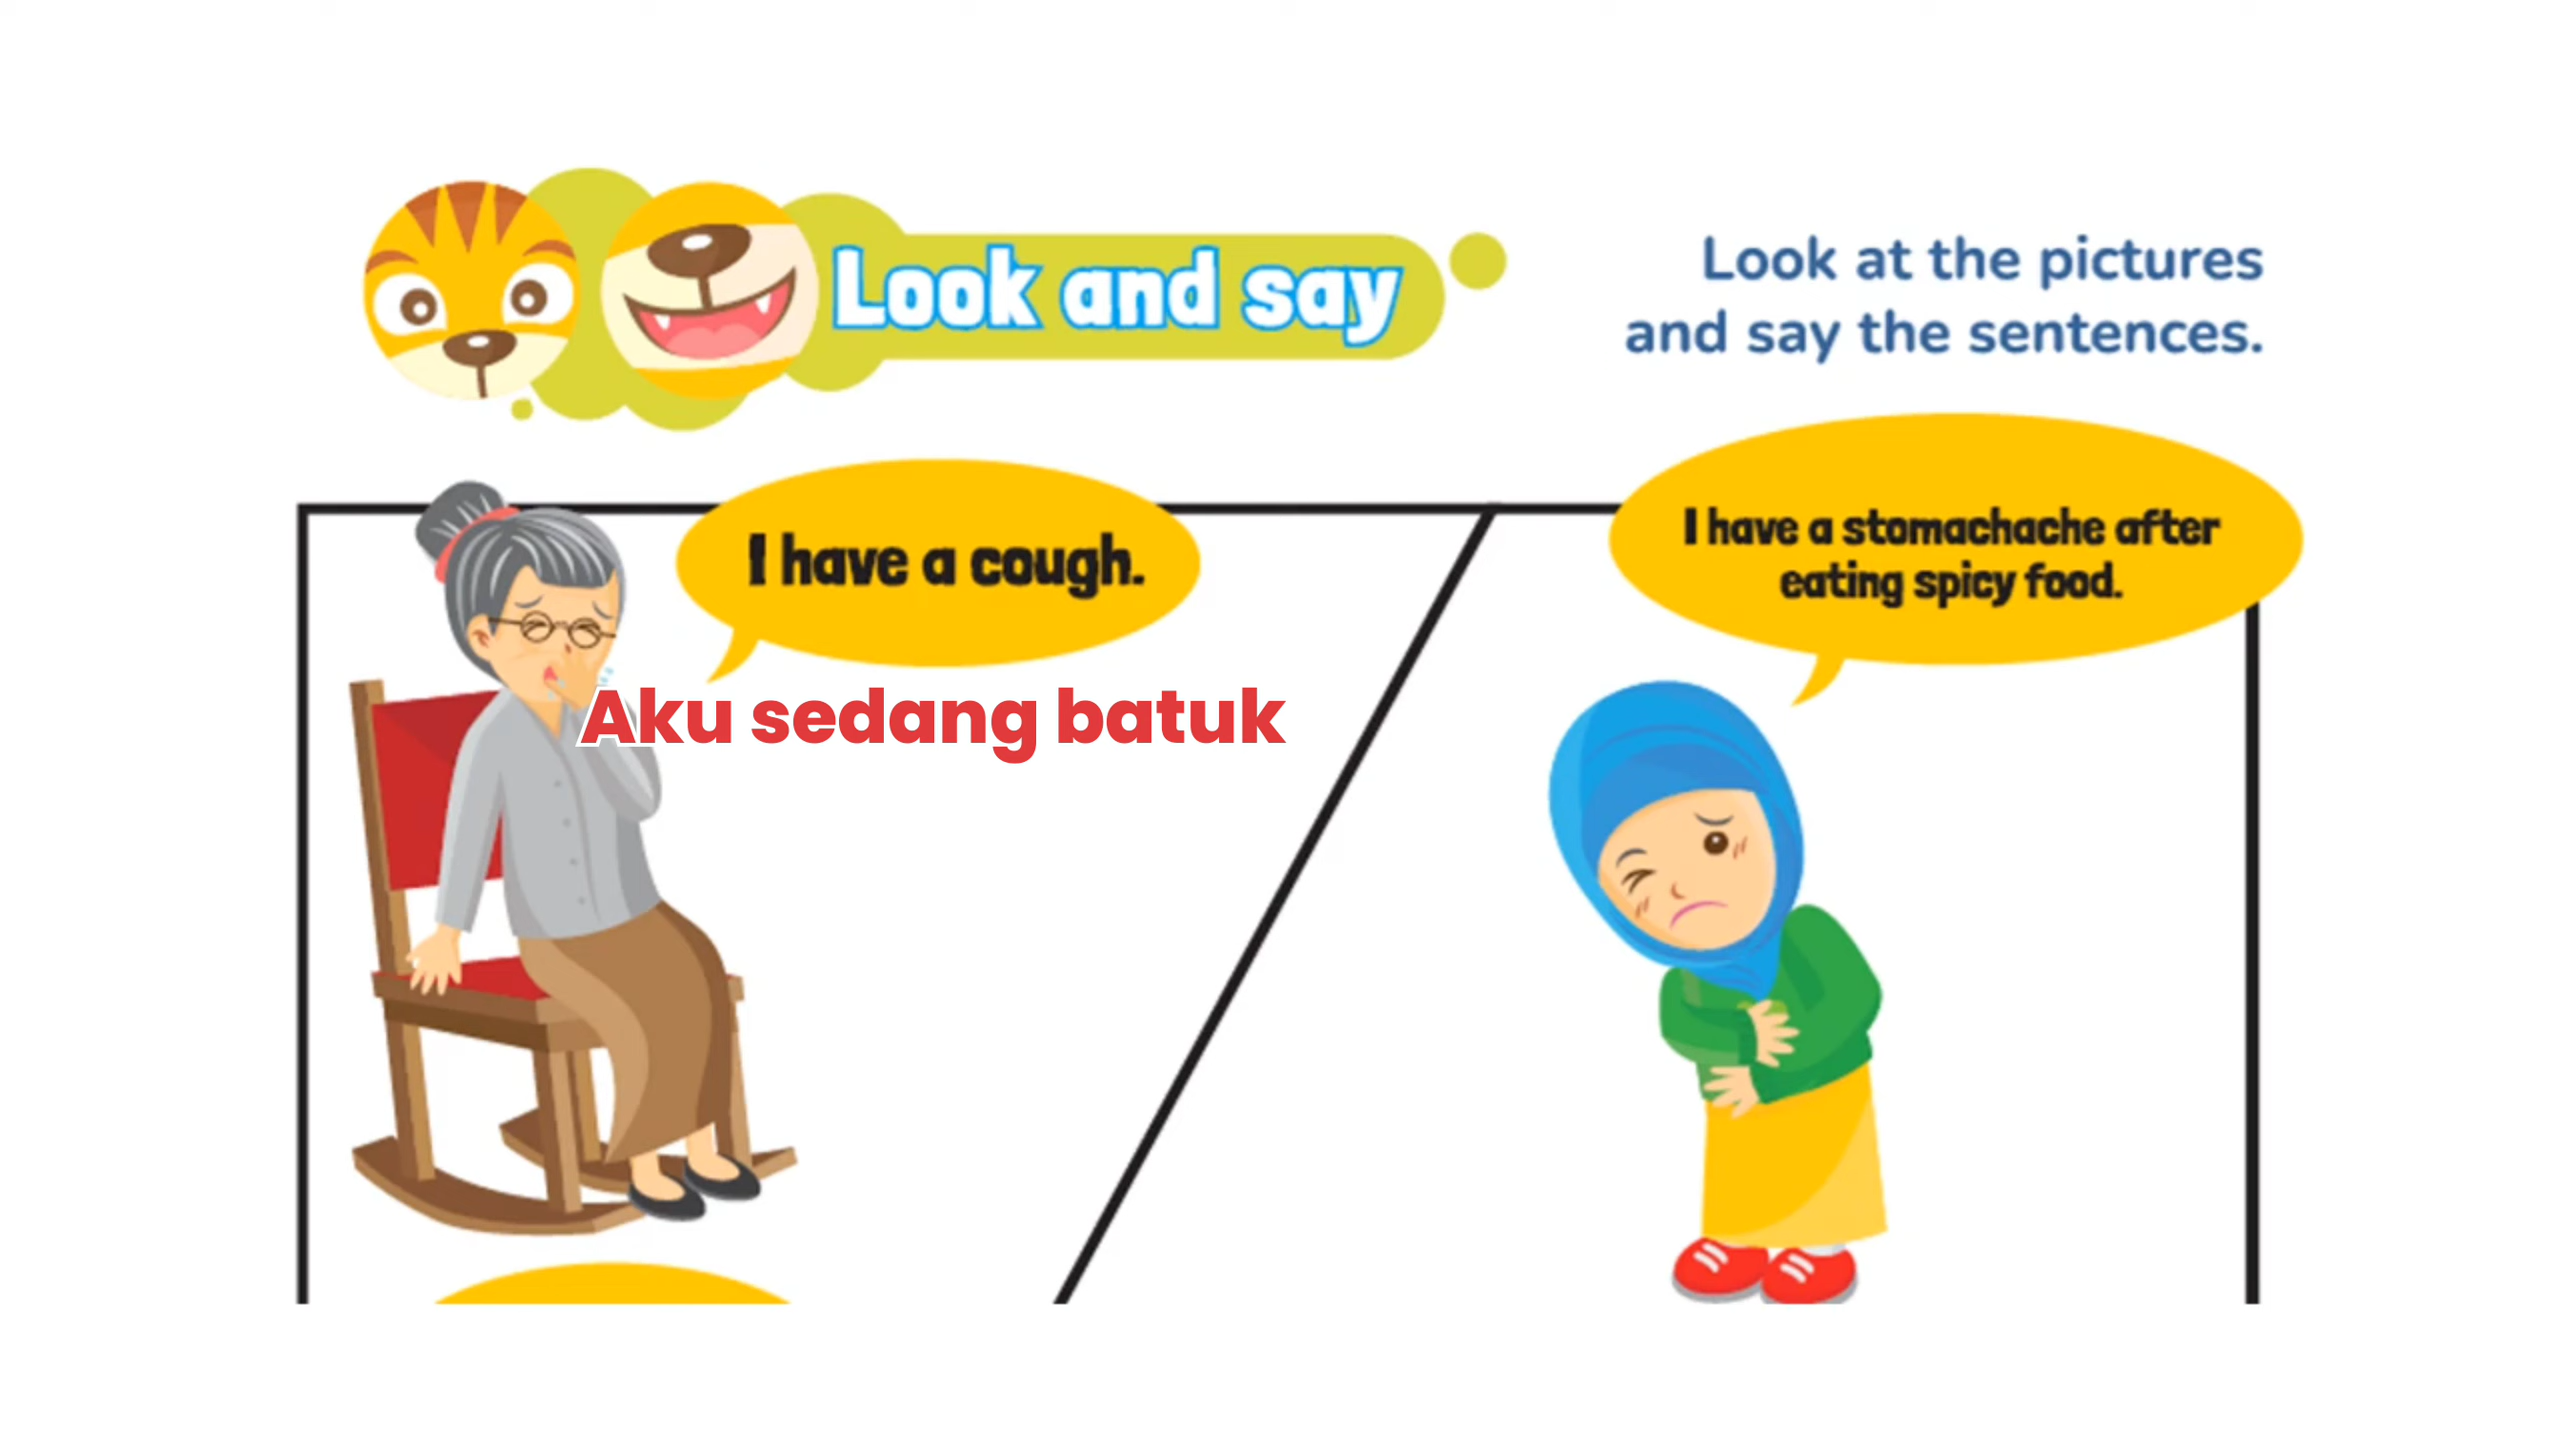 Look and say
Look at the pictures
and say the sentences.
I have a cough.
Aku sedang batuk
I have a stomachache after
eating spicy food.